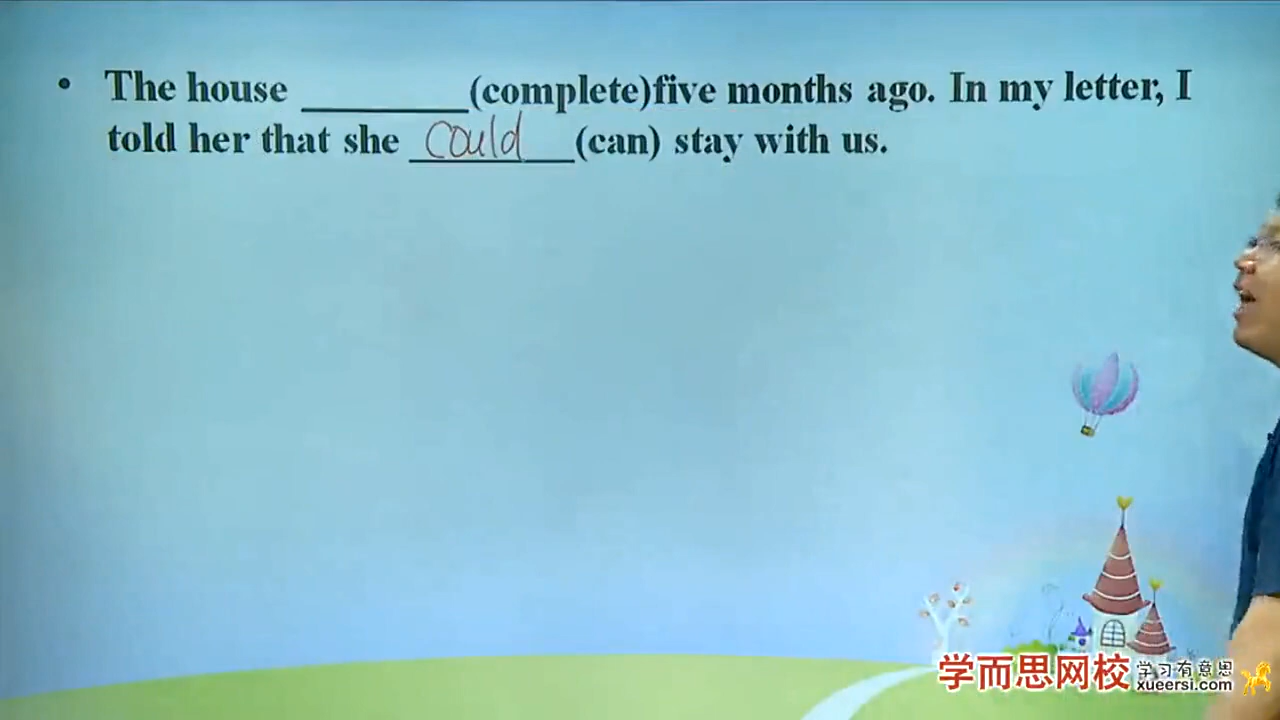 • The house ________(complete)five months ago. In my letter, I
told her that she could(can) stay with us.
学而思网校
学习有意思
xueersi.com